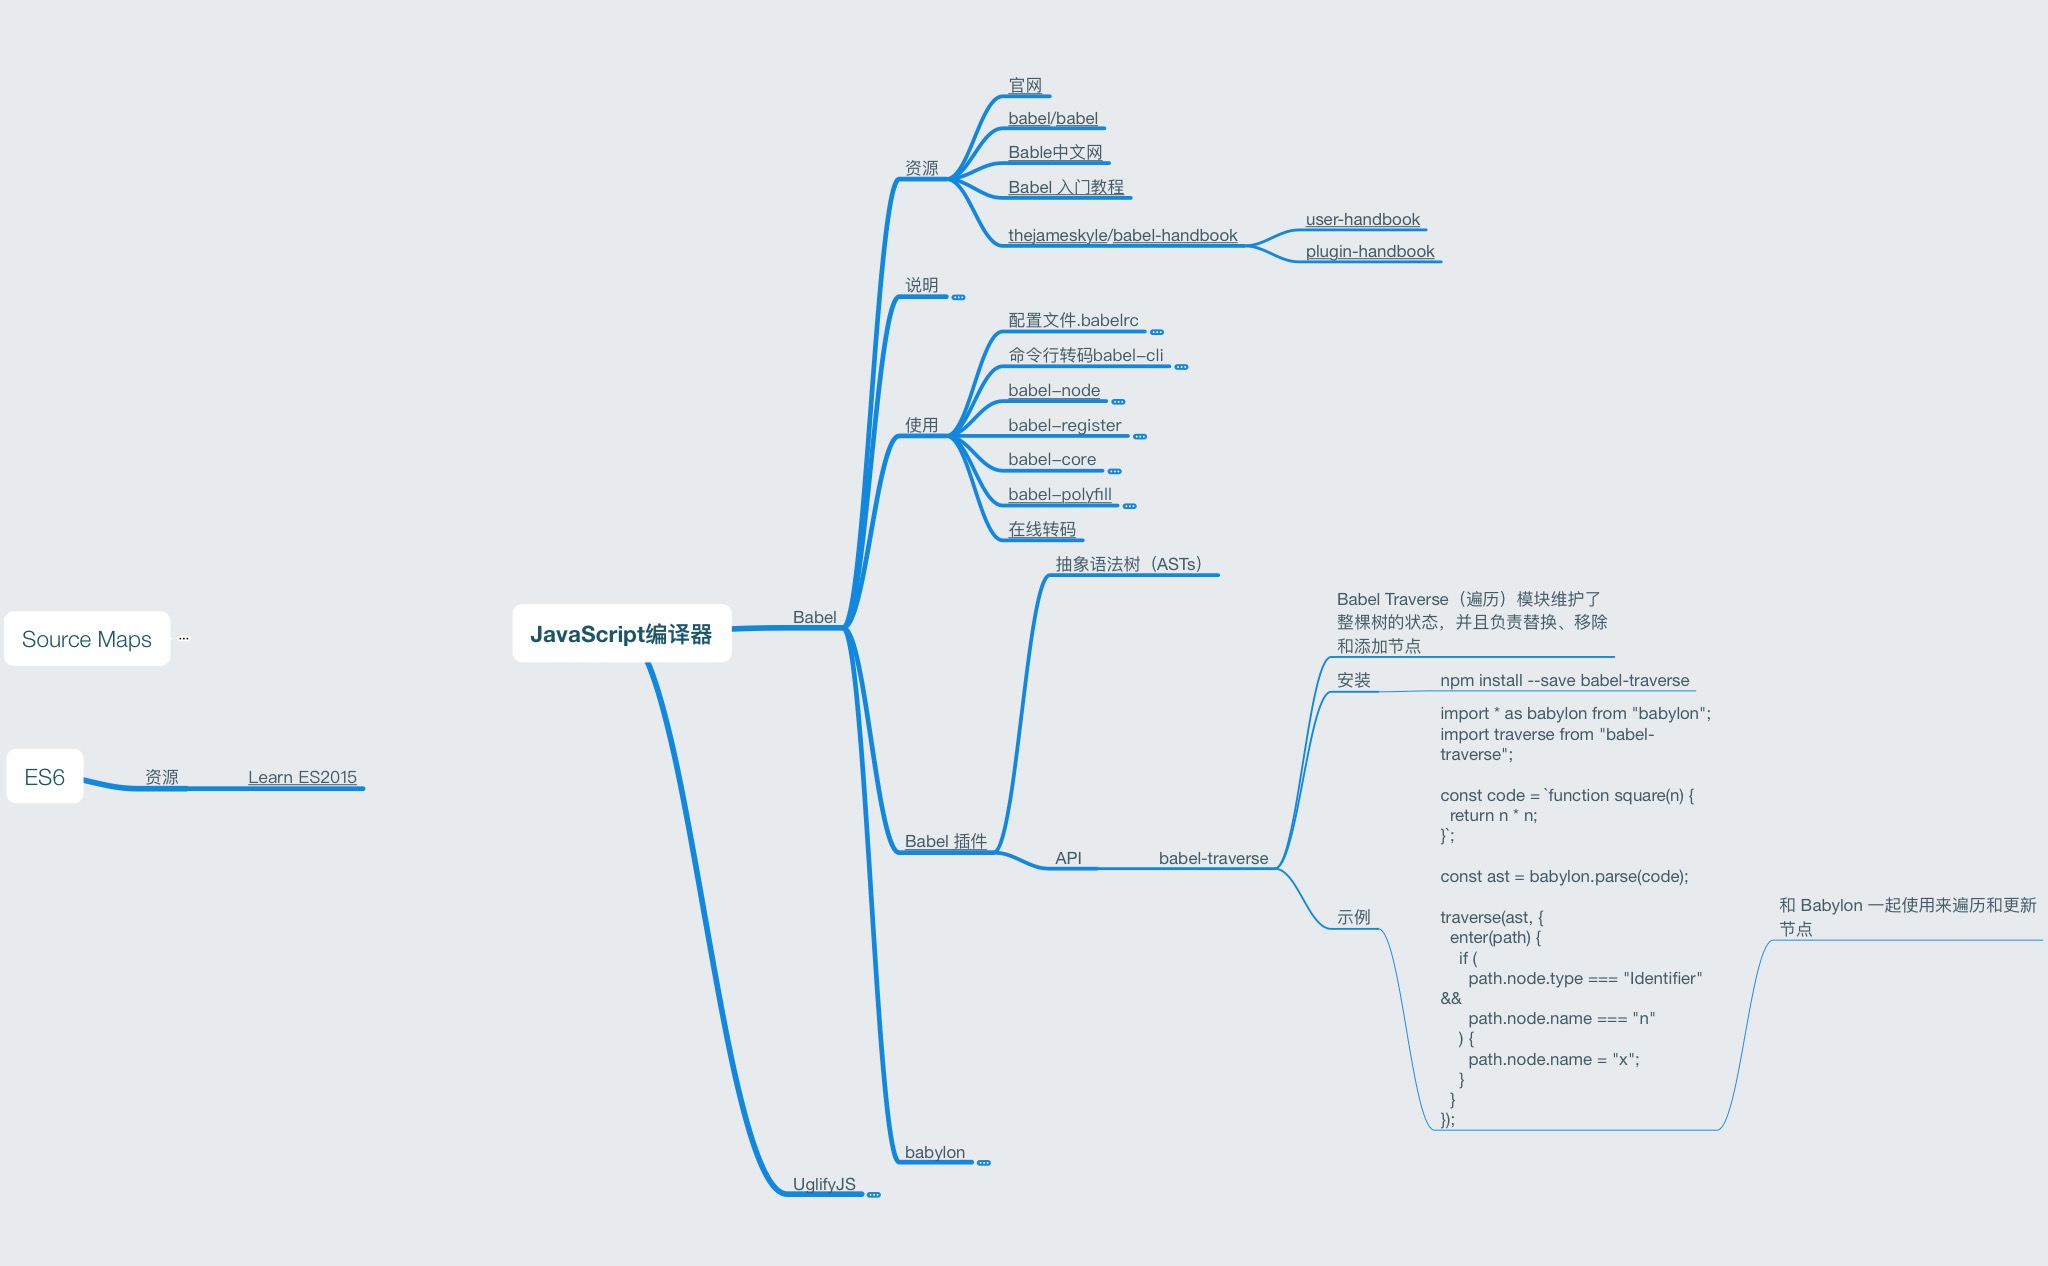 官网
babel/babel
Bable中文网
资源
Babel 入门教程
thejameskyle/babel-handbook
user-handbook
plugin-handbook
说明
配置文件.babelrc
命令行转码babel-cli
babel-node
使用
babel-register
babel-core
babel-polyfill
在线转码
抽象语法树（ASTs）
Babel
JavaScript编译器
Source Maps
ES6
资源
Learn ES2015
Babel Traverse（遍历）模块维护了
整棵树的状态，并且负责替换、移除
和添加节点
安装
npm install --save babel-traverse
Babel 插件
API
babel-traverse
示例
import * as babylon from "babylon";
import traverse from "babel-
traverse";
const code = `function square(n) {
  return n * n;
}`;
const ast = babylon.parse(code);
traverse(ast, {
  enter(path) {
    if (
      path.node.type === "Identifier"
&&
      path.node.name === "n"
    ) {
      path.node.name = "x";
    }
  }
});
和 Babylon 一起使用来遍历和更新
节点
babylon
UglifyJS